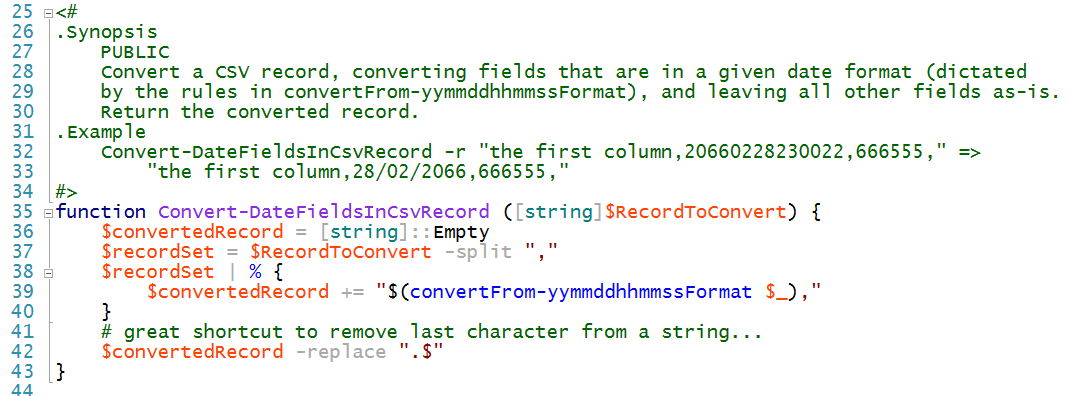 25 <#
26 .Synopsis
27     PUBLIC
28     Convert a CSV record, converting fields that are in a given date format (dictated
29     by the rules in convertFrom-yymmddhhmmssFormat), and leaving all other fields as-is.
30     Return the converted record.
31 .Example
32     Convert-DateFieldsInCsvRecord -r "the first column,20660228230022,666555," =>
33         "the first column,28/02/2066,666555,"
34 #>
35 function Convert-DateFieldsInCsvRecord ([string]$RecordToConvert) {
36     $convertedRecord = [string]::Empty
37     $recordSet = $RecordToConvert -split ","
38     $recordSet | % {
39         $convertedRecord += "$(convertFrom-yymmddhhmmssFormat $_),"
40     }
41     # great shortcut to remove last character from a string...
42     $convertedRecord -replace ".$"
43 }
44